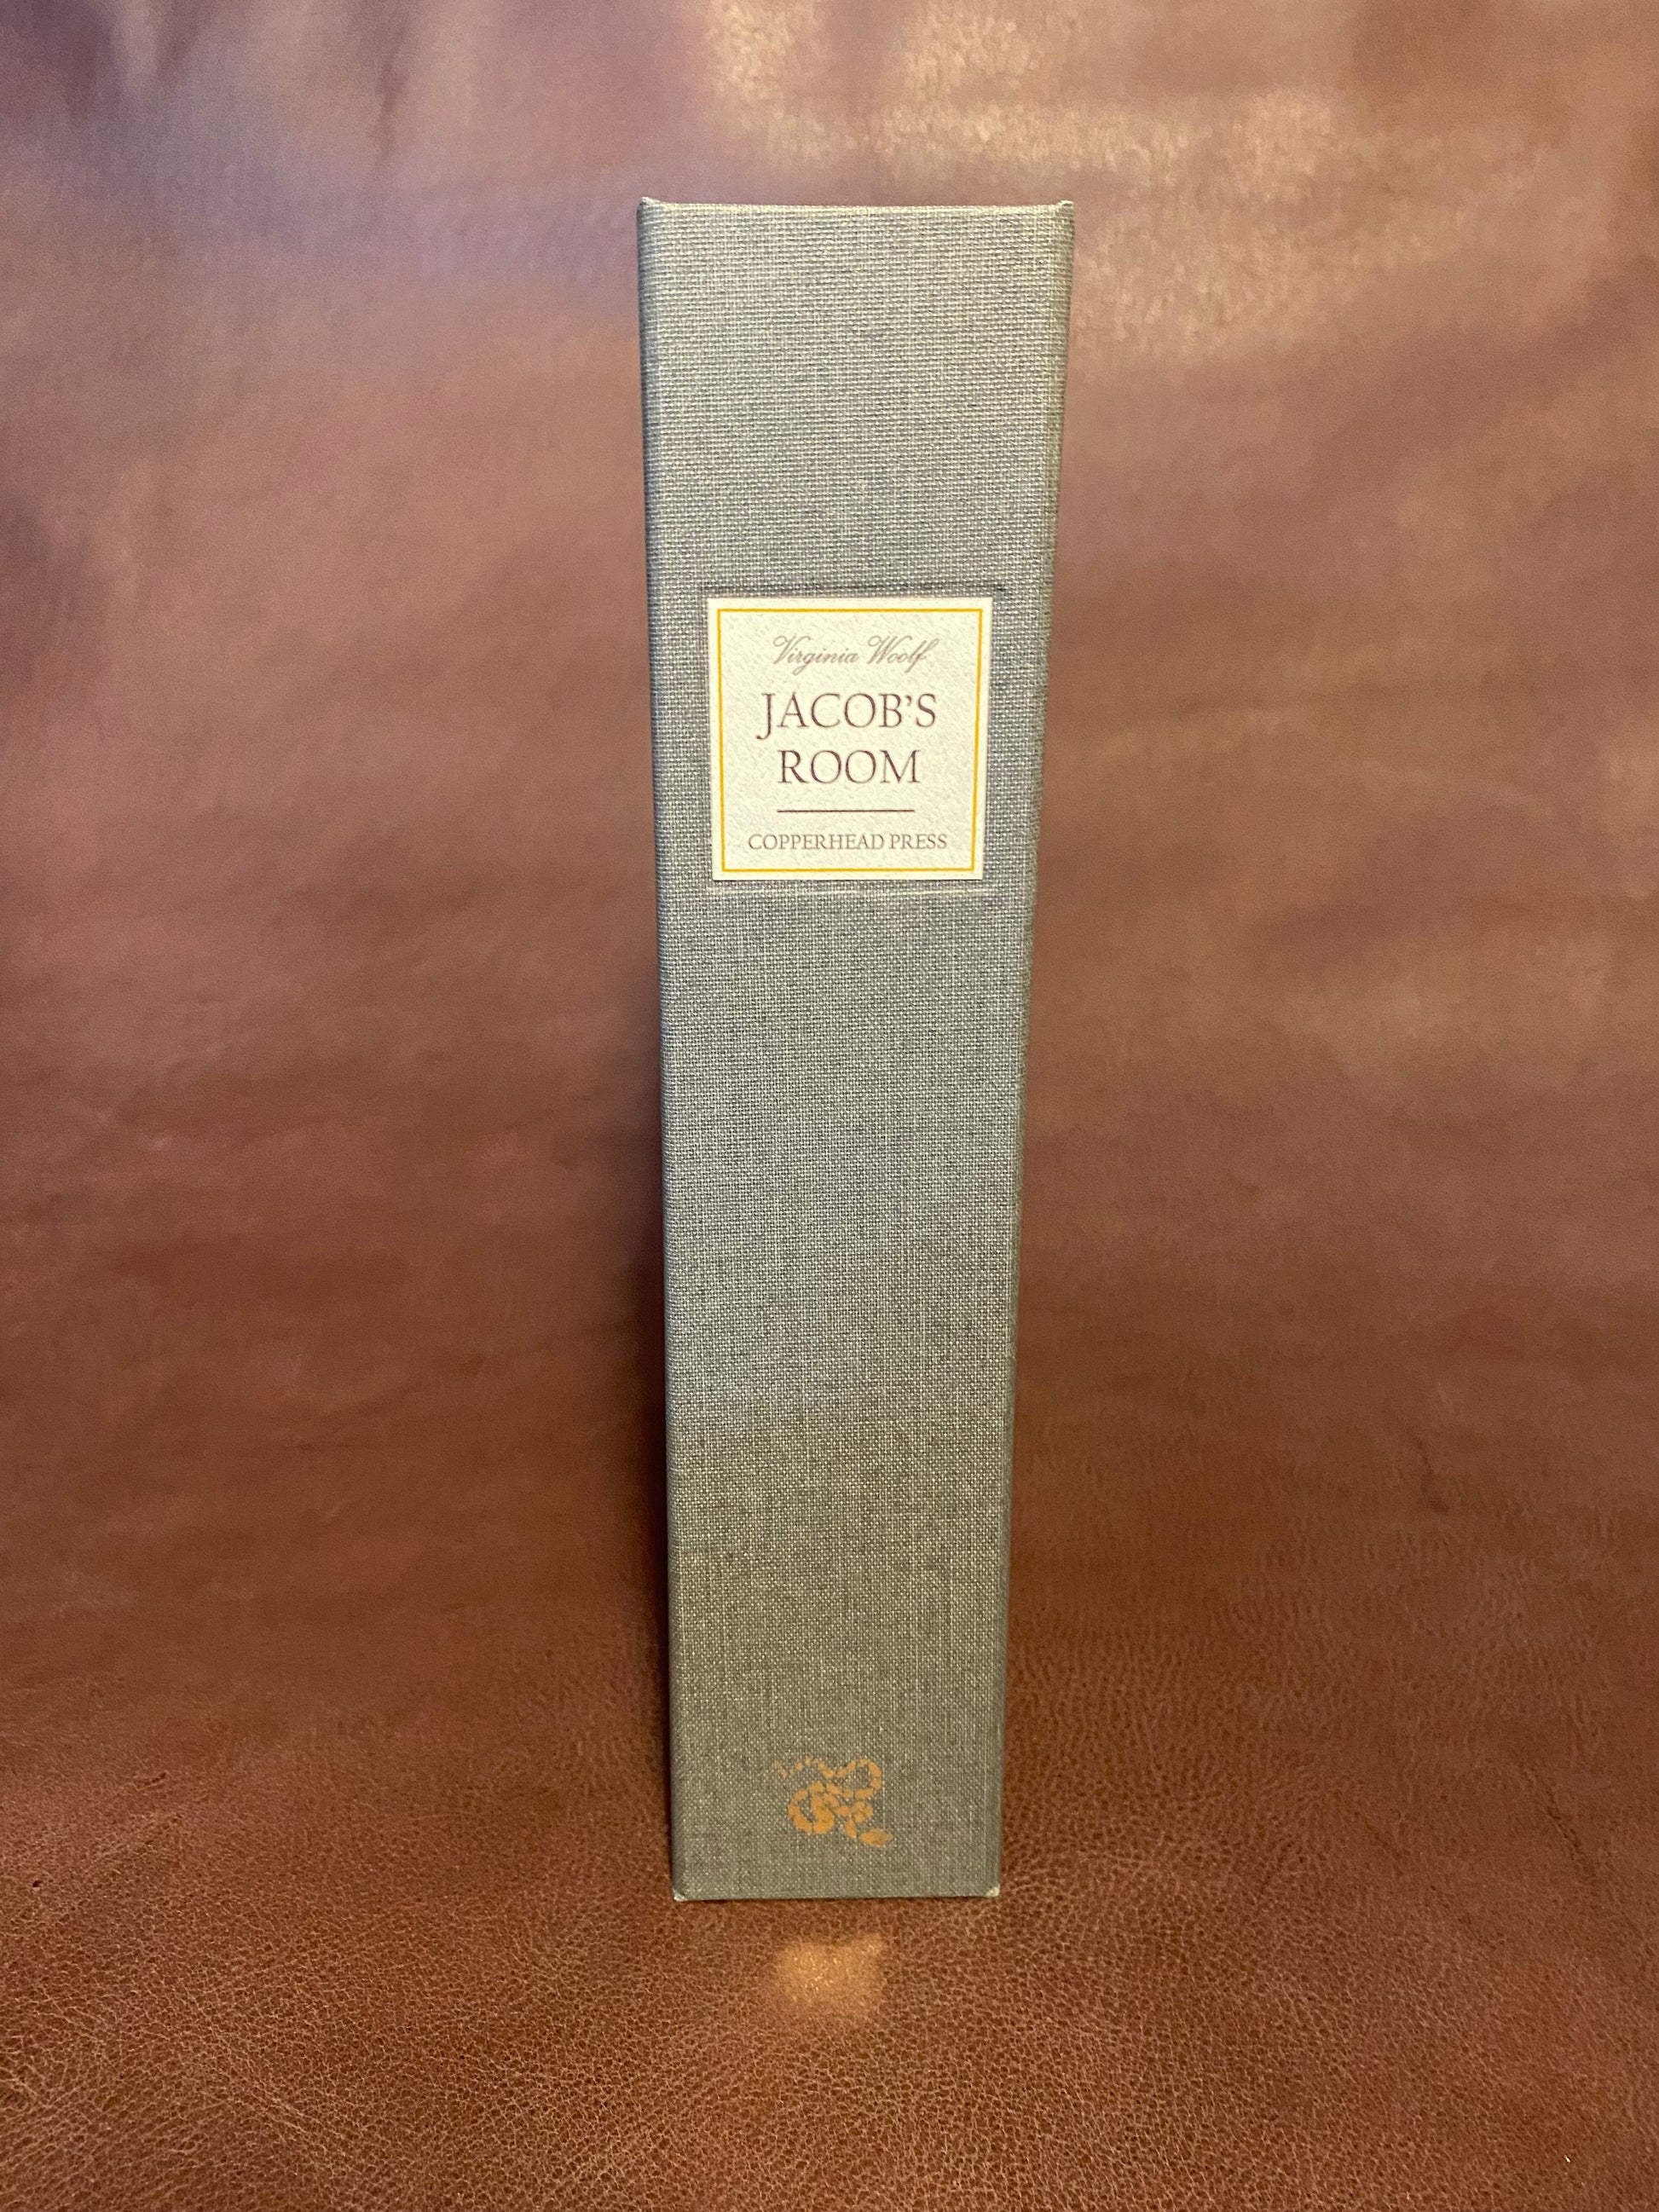 Virginia Woolf
JACOB'S
ROOM
COPPERHEAD PRESS